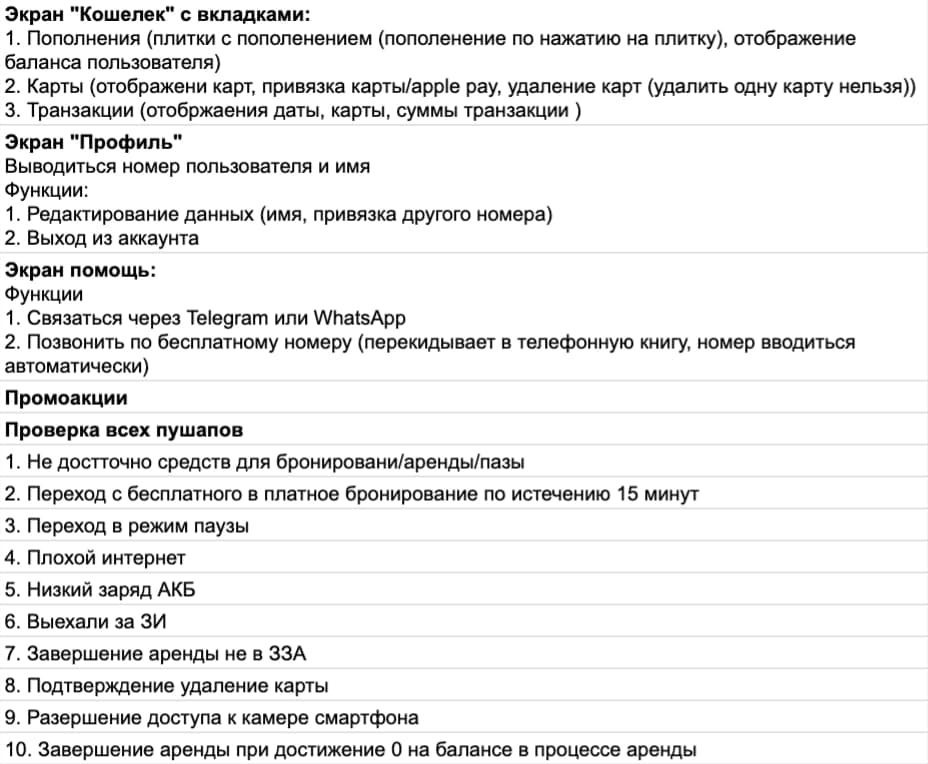 Экран "Кошелек" с вкладками:
1. Пополнения (плитки с пополенением (пополенение по нажатию на плитку), отображение
баланса пользователя)
2. Карты (отображени карт, привязка карты/apple pay, удаление карт (удалить одну карту нельзя))
3. Транзакции (отобржаения даты, карты, суммы транзакции )
Экран "Профиль"
Выводиться номер пользователя и имя
Функции:
1. Редактирование данных (имя, привязка другого номера)
2. Выход из аккаунта
Экран помощь:
Функции
1. Связаться через Telegram или WhatsApp
2. Позвонить по бесплатному номеру (перекидывает в телефонную книгу, номер вводиться
автоматически)
Промоакции
Проверка всех пушапов
1. Не достточно средств для бронировани/аренды/пазы
2. Переход с бесплатного в платное бронирование по истечению 15 минут
3. Переход в режим паузы
4. Плохой интернет
5. Низкий заряд АКБ
6. Выехали за ЗИ
7. Завершение аренды не в ЗЗА
8. Подтверждение удаление карты
9. Разершение доступа к камере смартфона
10. Завершение аренды при достижение 0 на балансе в процессе аренды